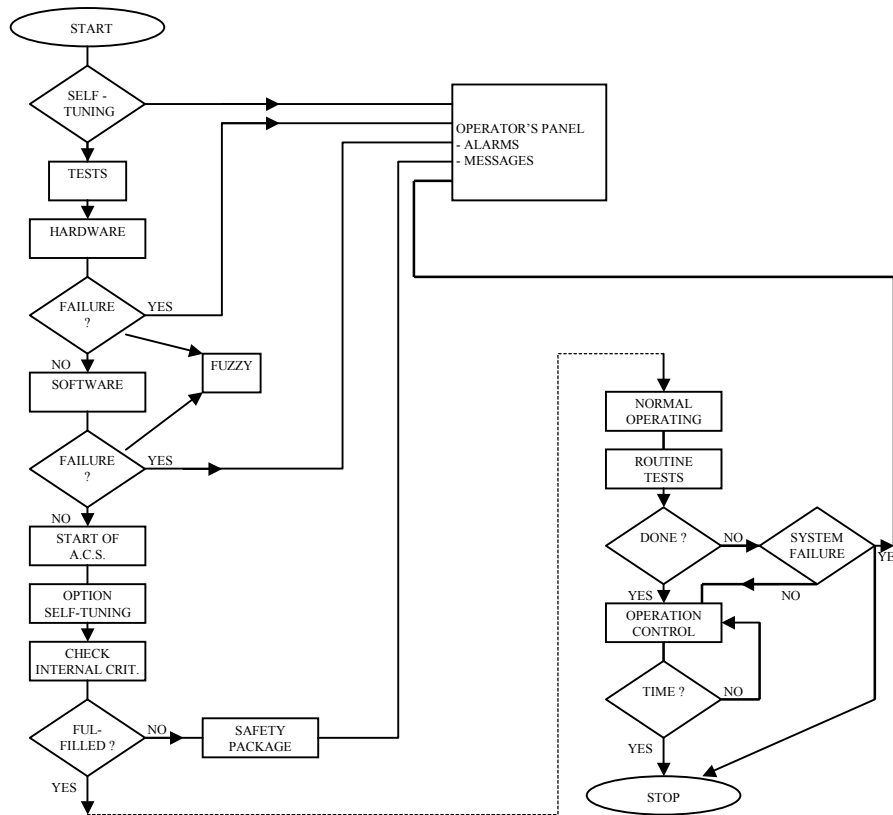 START
SELF -
TUNING
TESTS
HARDWARE
FAILURE
?
YES
NO
FUZZY
SOFTWARE
FAILURE
?
YES
NO
START OF
A.C.S.
OPTION
SELF-TUNING
CHECK
INTERNAL CRIT.
FUL-
FILLED ?
NO
SAFETY
PACKAGE
YES
OPERATOR'S PANEL
- ALARMS
- MESSAGES
NORMAL
OPERATING
ROUTINE
TESTS
DONE ?
NO
SYSTEM
FAILURE
YE
NO
YES
OPERATION
CONTROL
TIME ?
NO
YES
STOP